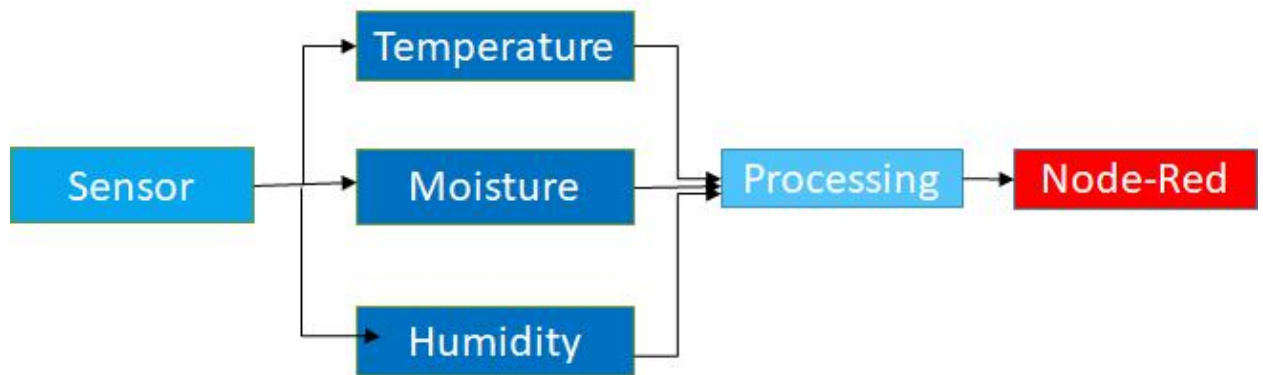 Temperature
Sensor
Moisture
Processing
Node-Red
Humidity